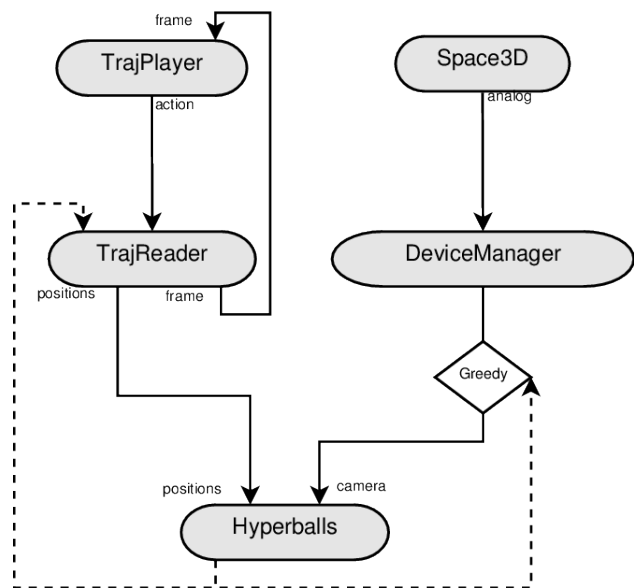 frame
TrajPlayer
action
Space3D
analog
TrajReader
positions
frame
DeviceManager
Greedy
positions
camera
Hyperballs